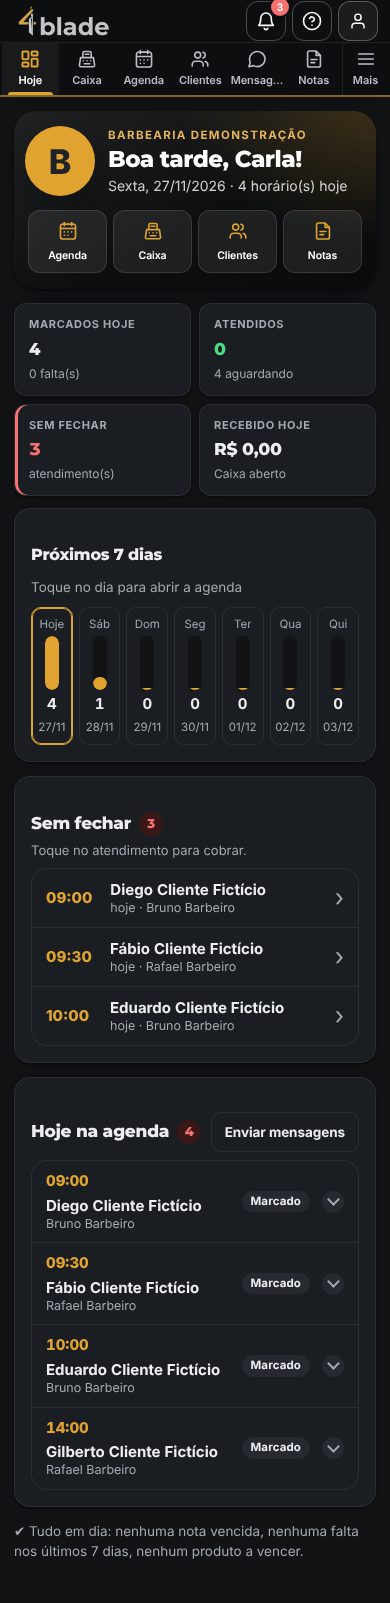 4blade
3
Hoje
Caixa
Agenda
Clientes
Mensag...
Notas
Mais
BARBEARIA DEMONSTRAÇÃO
B
Boa tarde, Carla!
Sexta, 27/11/2026 · 4 horário(s) hoje
Agenda
Caixa
Clientes
Notas
MARCADOS HOJE
4
0 falta(s)
ATENDIDOS
0
4 aguardando
SEM FECHAR
3
atendimento(s)
RECEBIDO HOJE
R$ 0,00
Caixa aberto
Próximos 7 dias
Toque no dia para abrir a agenda
Hoje
4
27/11
Sáb
1
28/11
Dom
0
29/11
Seg
0
30/11
Ter
0
01/12
Qua
0
02/12
Qui
0
03/12
Sem fechar 3
Toque no atendimento para cobrar.
09:00
Diego Cliente Fictício
hoje · Bruno Barbeiro
09:30
Fábio Cliente Fictício
hoje · Rafael Barbeiro
10:00
Eduardo Cliente Fictício
hoje · Bruno Barbeiro
Hoje na agenda 4
Enviar mensagens
09:00
Diego Cliente Fictício
Bruno Barbeiro
Marcado
09:30
Fábio Cliente Fictício
Rafael Barbeiro
Marcado
10:00
Eduardo Cliente Fictício
Bruno Barbeiro
Marcado
14:00
Gilberto Cliente Fictício
Rafael Barbeiro
Marcado
✔ Tudo em dia: nenhuma nota vencida, nenhuma falta
nos últimos 7 dias, nenhum produto a vencer.